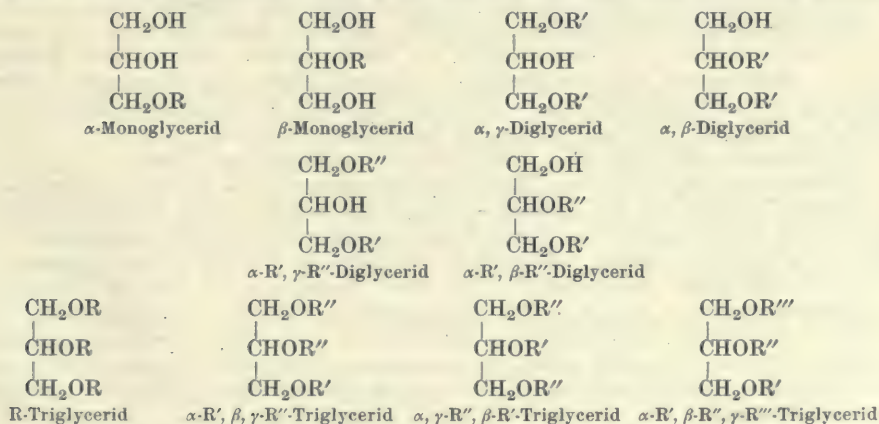 CH₂OH CH₂OH CH₂OR′ CH₂OH
CHOH CHOR CHOH CHOR′
CH₂OR CH₂OH CH₂OR′ CH₂OR′
α-Monoglycerid β-Monoglycerid α, γ-Diglycerid α, β-Diglycerid
CH₂OR″ CH₂OH
CHOH CHOR″
CH₂OR′ CH₂OR′
α-R′, γ-R″-Diglycerid α-R′, β-R″-Diglycerid
CH₂OR CH₂OR″ CH₂OR″ CH₂OR‴
CHOR CHOR″ CHOR′ CHOR″
CH₂OR CH₂OR′ CH₂OR″ CH₂OR′
R-Triglycerid α-R′, β, γ-R″-Triglycerid α, γ-R″, β-R′-Triglycerid α-R′, β-R″, γ-R‴-Triglycerid